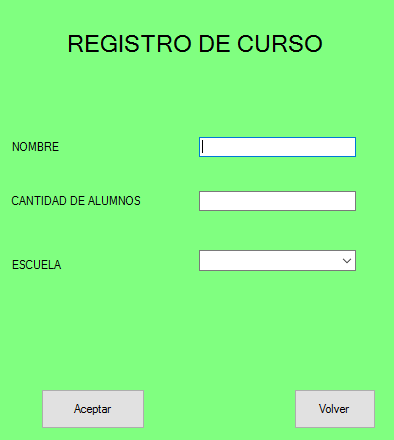 REGISTRO DE CURSO
NOMBRE
CANTIDAD DE ALUMNOS
ESCUELA
Aceptar
Volver